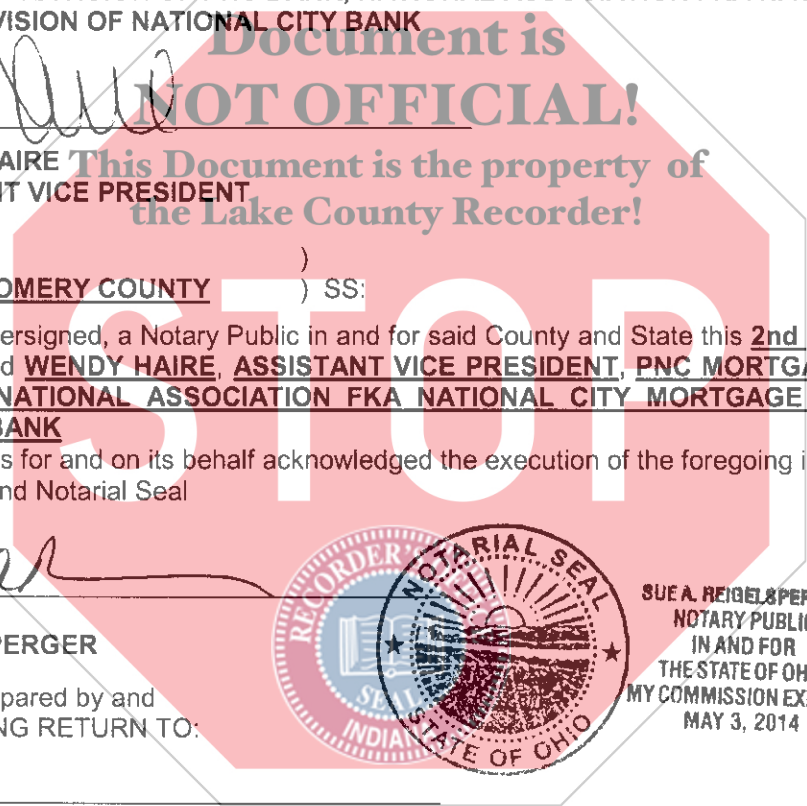 VISION OF NATIONAL CITY BANK
Document is
NOT OFFICIAL!
AIRE This Document is the property of
T VICE PRESIDENT
the Lake County Recorder!
)
OMERY COUNTY ) SS:
ersigned, a Notary Public in and for said County and State this 2nd
d WENDY HAIRE, ASSISTANT VICE PRESIDENT, PNC MORTGA
NATIONAL ASSOCIATION FKA NATIONAL CITY MORTGAGE
BANK
s for and on its behalf acknowledged the execution of the foregoing i
nd Notarial Seal
STOP
RECORDER'S
SEAL
INDIANA
NOTARIAL SEAL
STATE OF OHIO
SUE A. REIGELSPER
NOTARY PUBLIC
IN AND FOR
THE STATE OF OH
MY COMMISSION EX
MAY 3, 2014
PERGER
pared by and
NG RETURN TO: